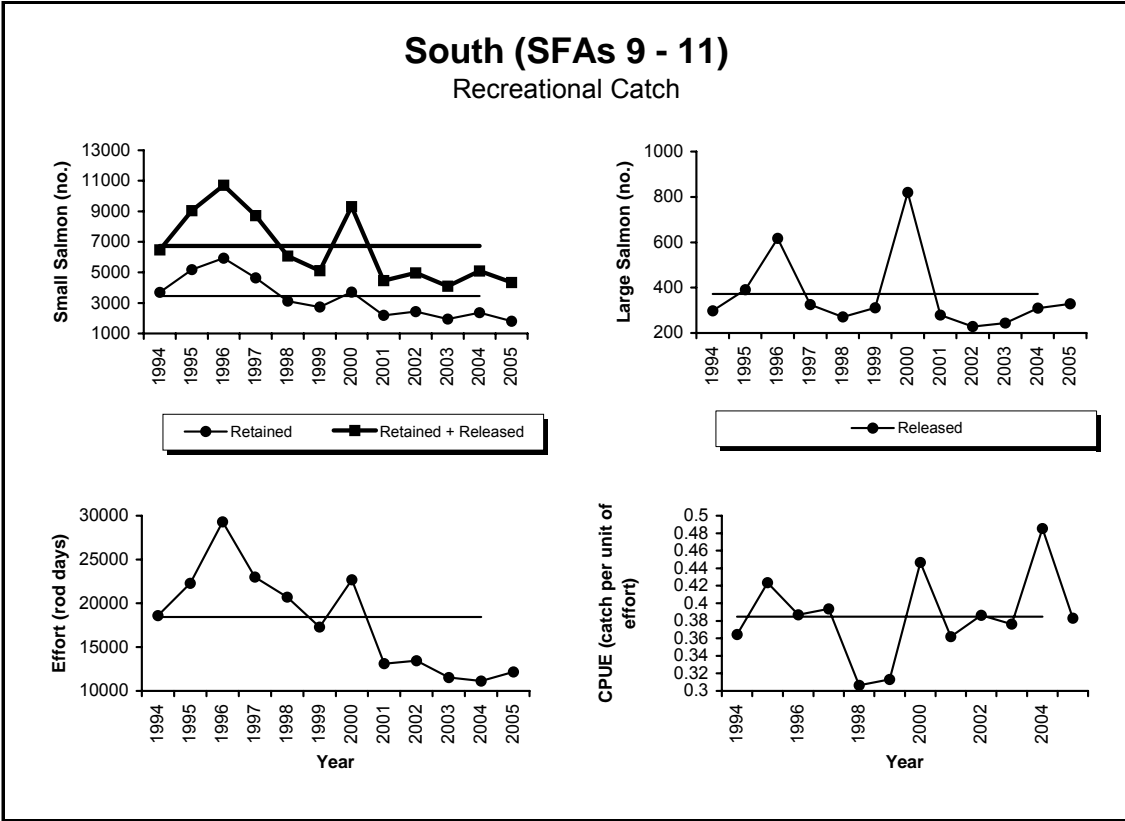 South (SFAs 9 - 11)
Recreational Catch
Small Salmon (no.)
13000
11000
9000
7000
5000
3000
1000
1994 1995 1996 1997 1998 1999 2000 2001 2002 2003 2004 2005
Retained Retained + Released
Large Salmon (no.)
1000
800
600
400
200
1994 1995 1996 1997 1998 1999 2000 2001 2002 2003 2004 2005
Released
Effort (rod days)
30000
25000
20000
15000
10000
1994 1995 1996 1997 1998 1999 2000 2001 2002 2003 2004 2005
Year
CPUE (catch per unit of
effort)
0.5
0.48
0.46
0.44
0.42
0.4
0.38
0.36
0.34
0.32
0.3
1994 1996 1998 2000 2002 2004
Year